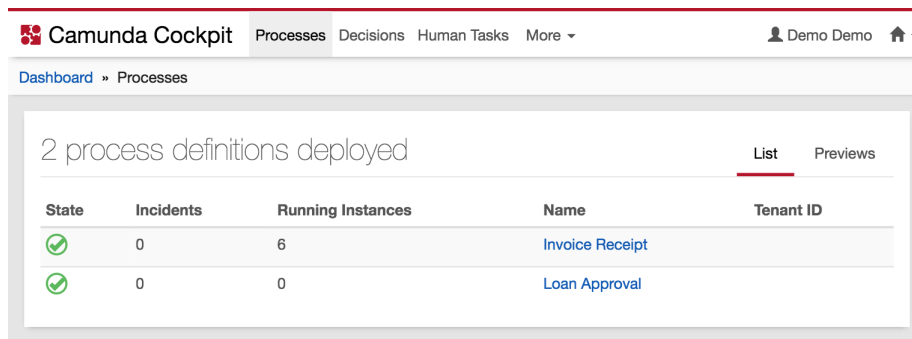 Camunda Cockpit Processes Decisions Human Tasks More Demo Demo
Dashboard » Processes
2 process definitions deployed List Previews
State Incidents Running Instances Name Tenant ID
0 6 Invoice Receipt
0 0 Loan Approval